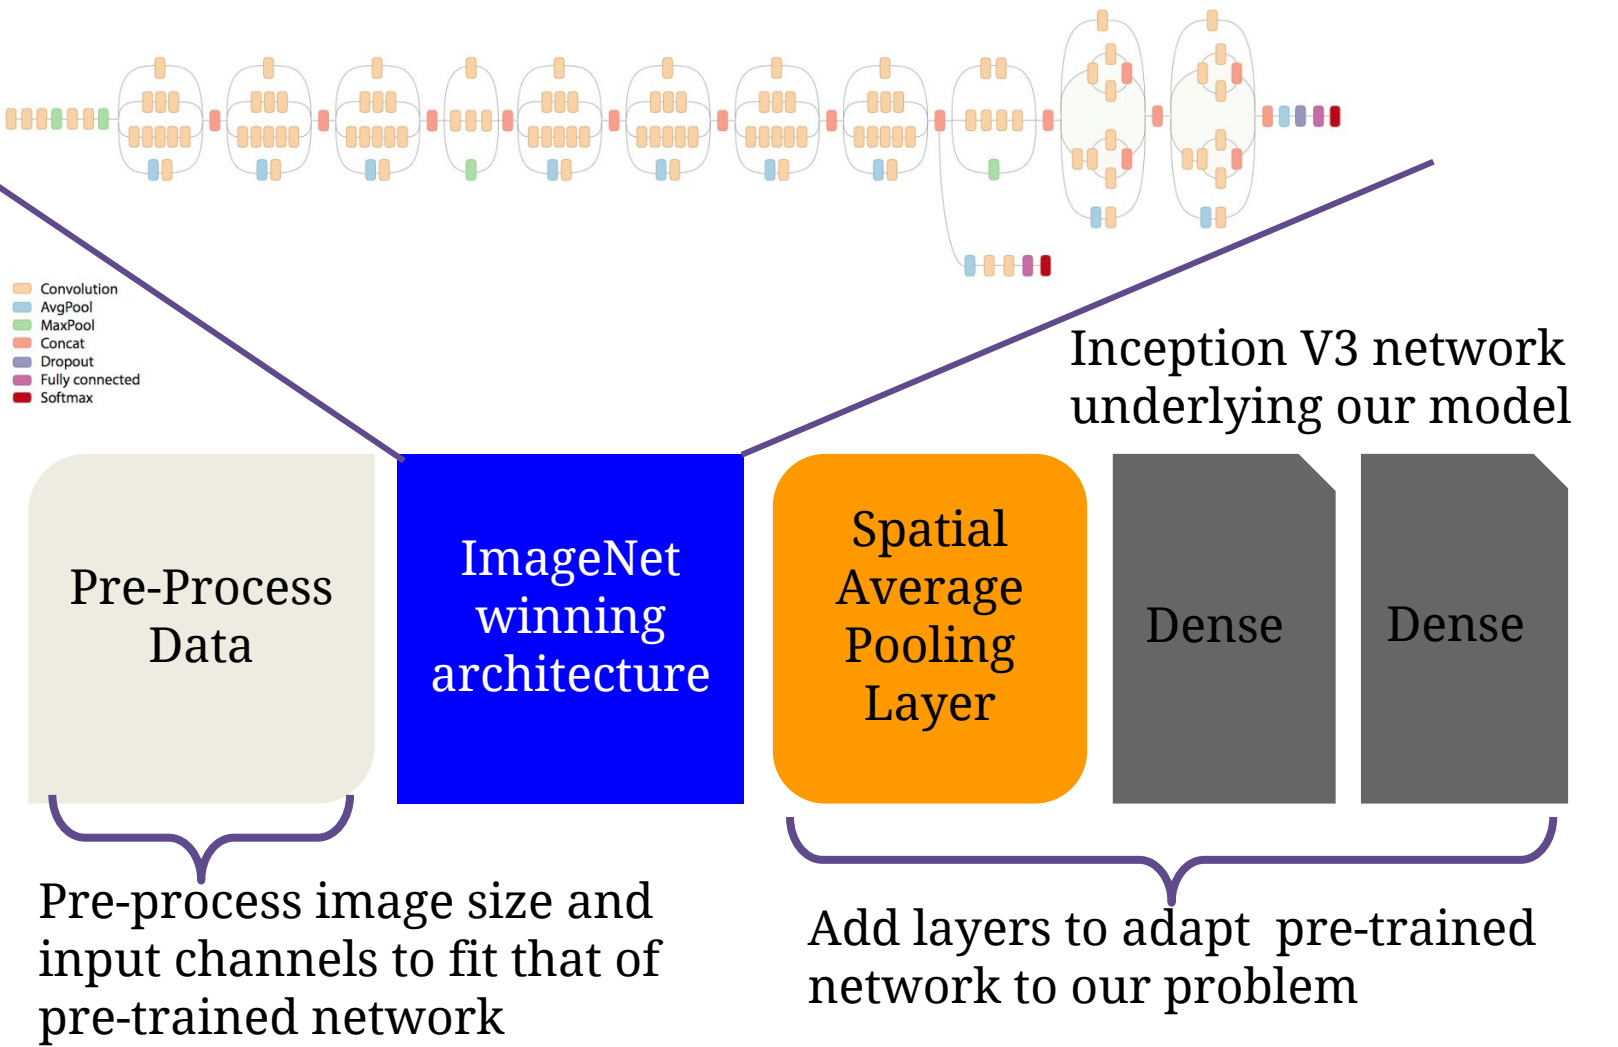 Convolution
AvgPool
MaxPool
Concat
Dropout
Fully connected
Softmax
Inception V3 network
underlying our model
Pre-Process
Data
ImageNet
winning
architecture
Spatial
Average
Pooling
Layer
Dense
Dense
Pre-process image size and
input channels to fit that of
pre-trained network
Add layers to adapt  pre-trained
network to our problem